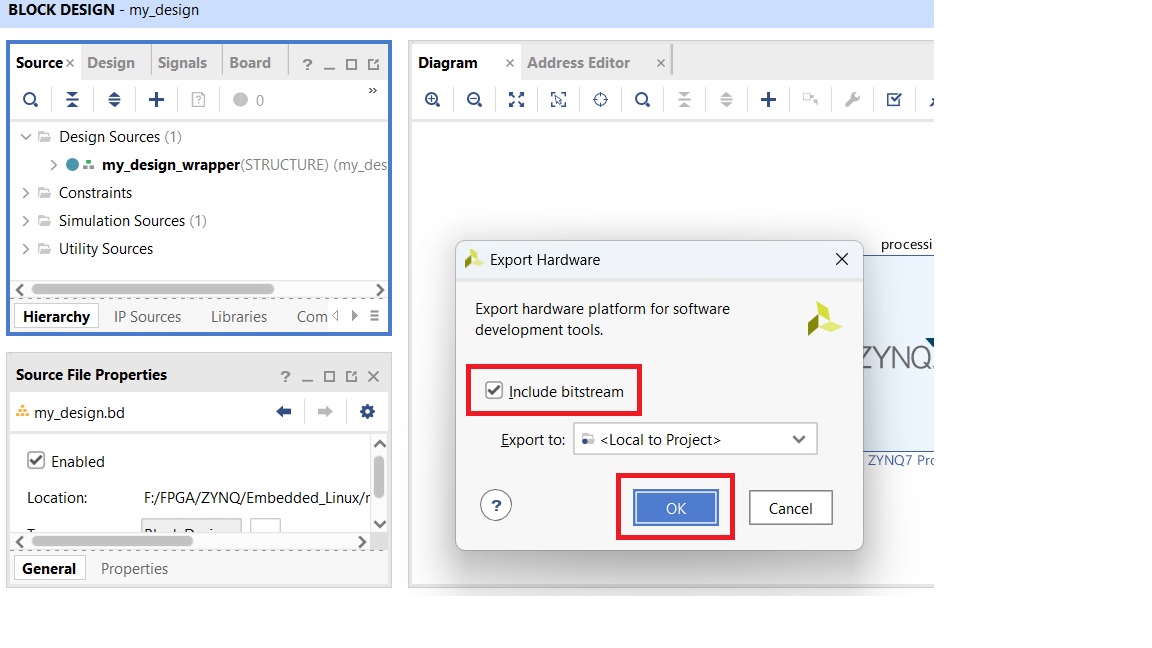 BLOCK DESIGN - my_design
Source Design Signals Board
0
Design Sources (1)
my_design_wrapper(STRUCTURE) (my_des
Constraints
Simulation Sources (1)
Utility Sources
Hierarchy IP Sources Libraries Com
Source File Properties
my_design.bd
Enabled
Location: F:/FPGA/ZYNQ/Embedded_Linux/
General Properties
Diagram Address Editor
processi
ZYNQ
ZYNQ7 Pro
Export Hardware
Export hardware platform for software
development tools.
Include bitstream
Export to: <Local to Project>
? OK Cancel